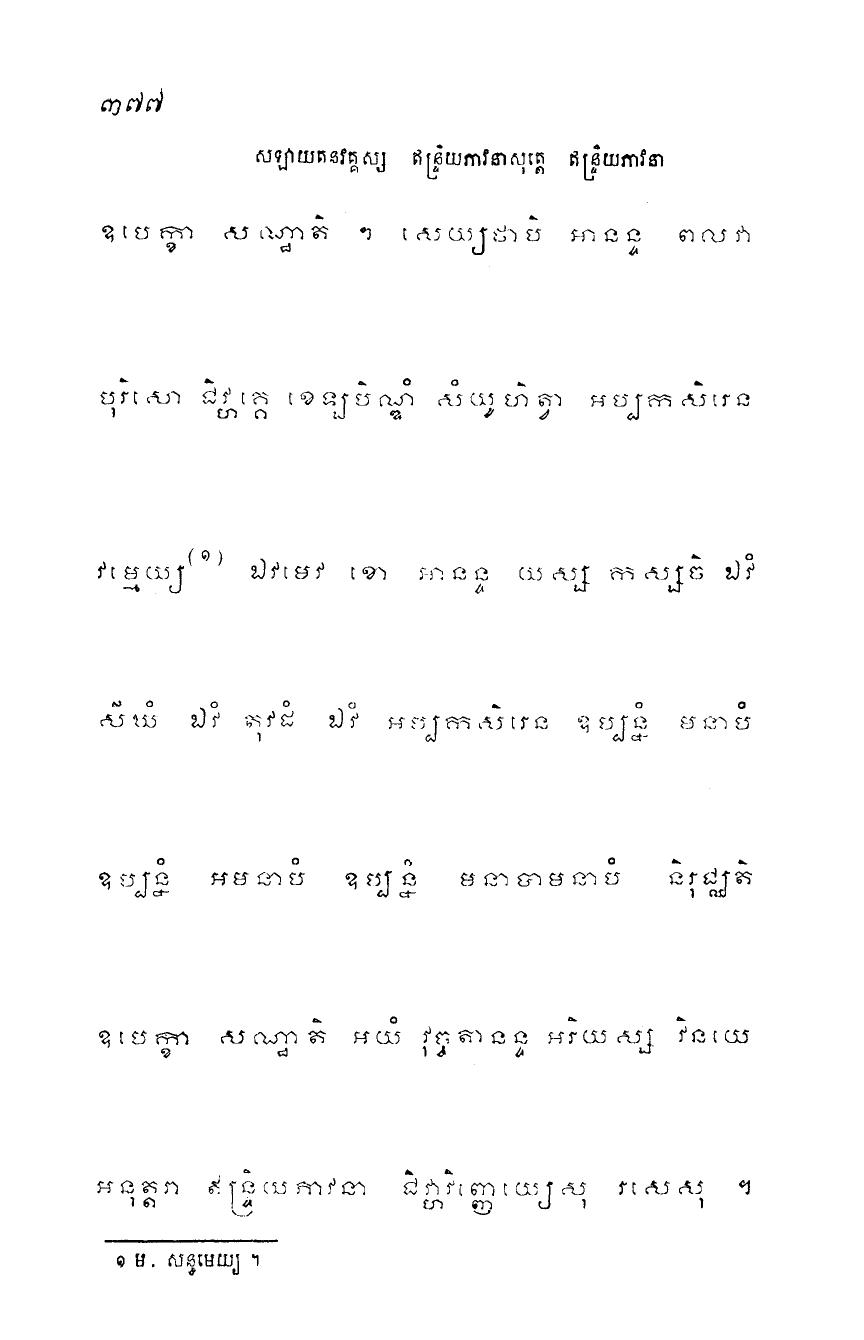 ៣៧៧
សឡាយតនវគ្គស្ស ឥន្ទ្រិយភាវនាសុត្តេ ឥន្ទ្រិយភាវនា
ឧបេក្ខា សណ្ឋាតិ ។ សេយ្យថាបិ អានន្ទ ពលវា
បុរិសោ ជិវ្ហគ្គេ ខេឡបិណ្ឌំ សំយូហិត្វា អប្បកសិរេន
វម្មេយ្យ(១) ឯវមេវ ខោ អានន្ទ យស្ស កស្សចិ ឯវំ
សីឃំ ឯវំ តុវដំ ឯវំ អប្បកសិរេន ឧប្បន្នំ មនាបំ
ឧប្បន្នំ អមនាបំ ឧប្បន្នំ មនាបាមនាបំ និរុជ្ឈតិ
ឧបេក្ខា សណ្ឋាតិ អយំ វុច្ចតានន្ទ អរិយស្ស វិនយេ
អនុត្តរា ឥន្ទ្រិយភាវនា ជិវ្ហាវិញ្ញេយ្យេសុ រសេសុ ។
១ ម. សន្ធមេយ្យ ។